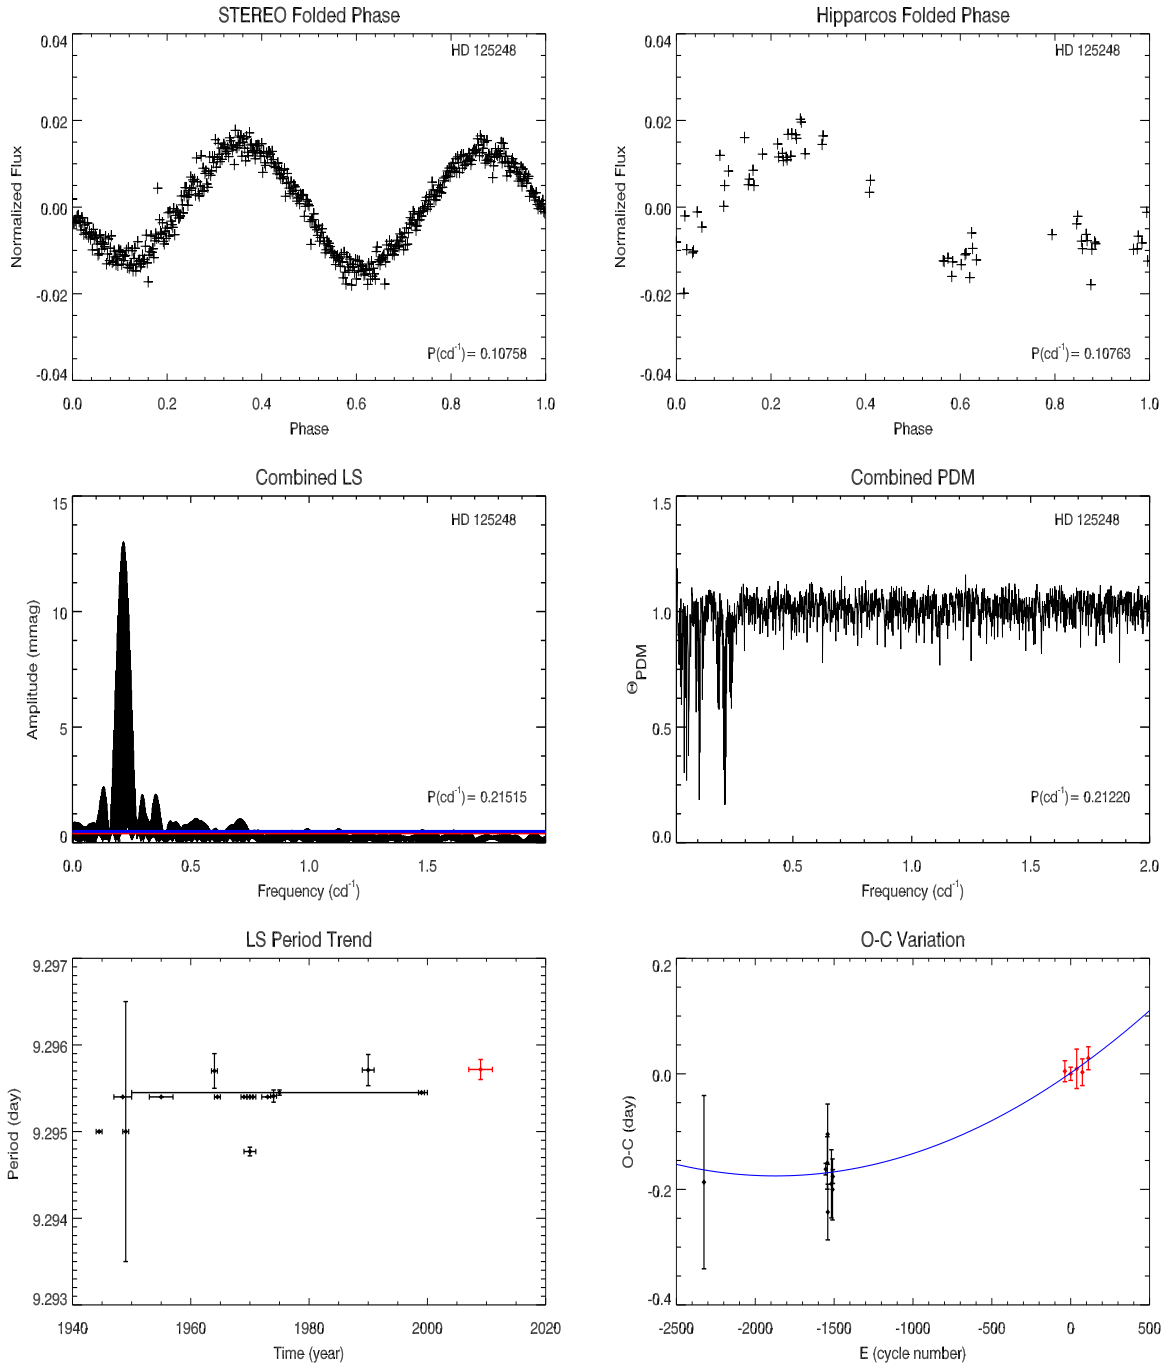 STEREO Folded Phase
HD 125248
P(cd⁻¹)= 0.10758
0.04
0.02
0.00
-0.02
-0.04
Normalized Flux
0.0 0.2 0.4 0.6 0.8 1.0
Phase
Hipparcos Folded Phase
HD 125248
P(cd⁻¹)= 0.10763
0.04
0.02
0.00
-0.02
-0.04
Normalized Flux
0.0 0.2 0.4 0.6 0.8 1.0
Phase
Combined LS
HD 125248
P(cd⁻¹)= 0.21515
15
10
5
0
Amplitude (mmag)
0.0 0.5 1.0 1.5
Frequency (cd⁻¹)
Combined PDM
HD 125248
P(cd⁻¹)= 0.21220
1.5
1.0
0.5
0.0
Θ_PDM
0.5 1.0 1.5 2.0
Frequency (cd⁻¹)
LS Period Trend
9.297
9.296
9.295
9.294
9.293
Period (day)
1940 1960 1980 2000 2020
Time (year)
O-C Variation
0.2
0.0
-0.2
-0.4
O-C (day)
-2500 -2000 -1500 -1000 -500 0 500
E (cycle number)